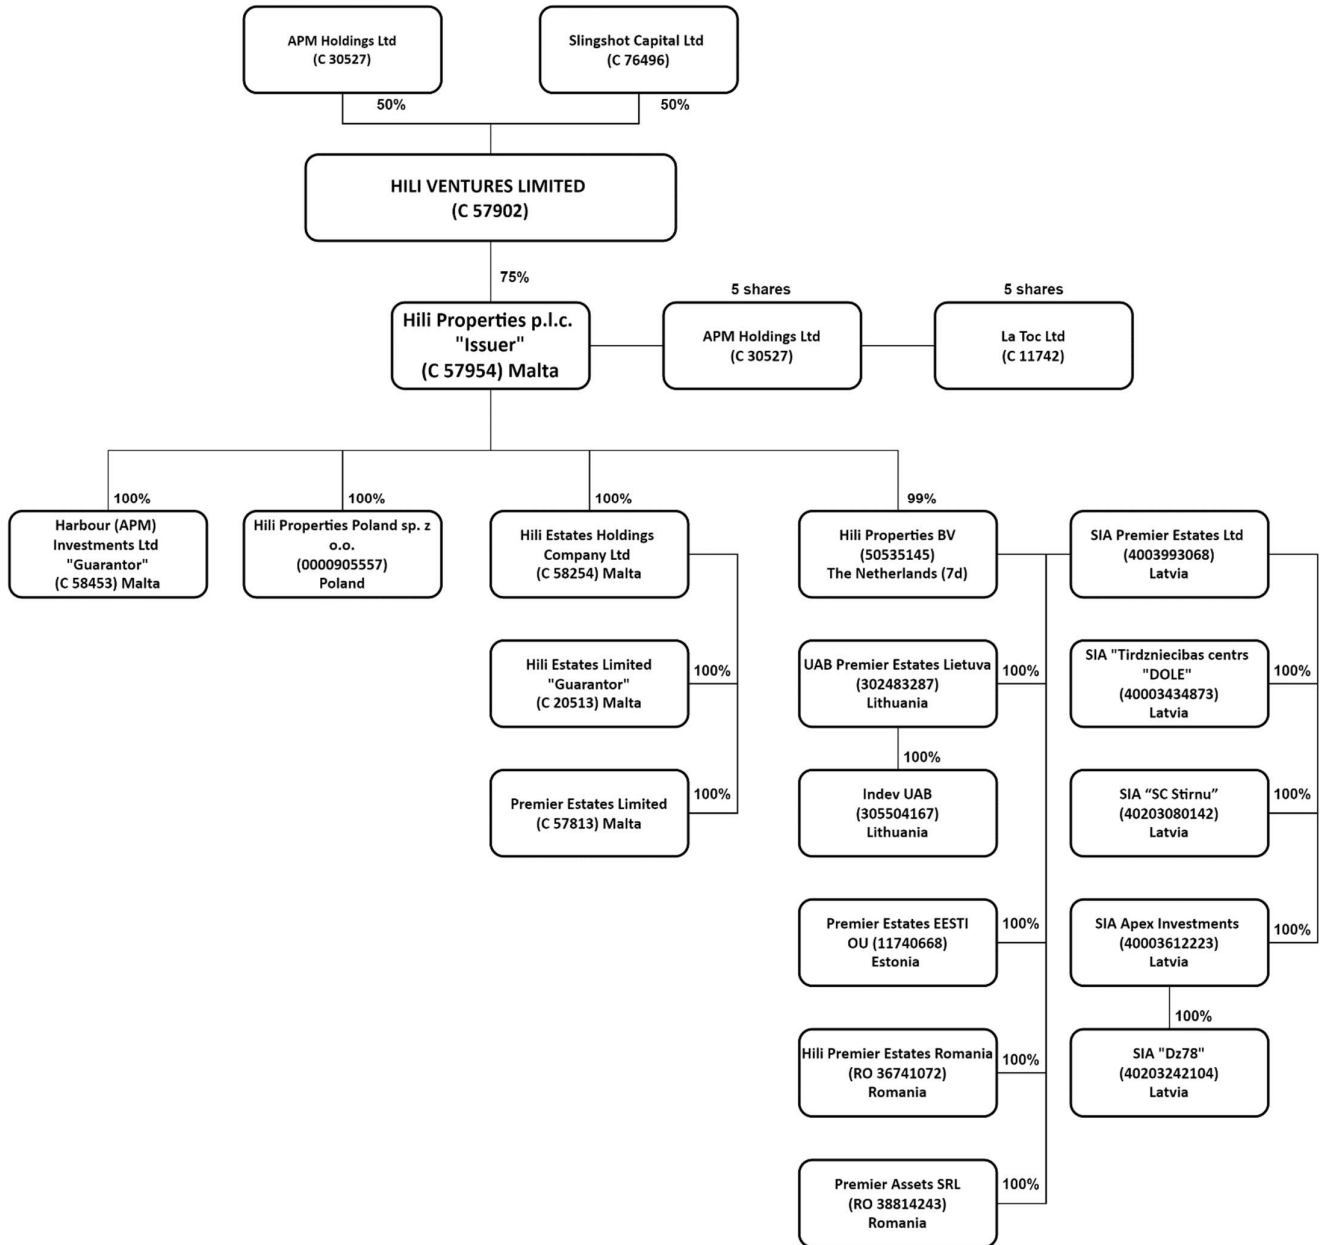 APM Holdings Ltd
(C 30527)
Slingshot Capital Ltd
(C 76496)
50%
50%
HILI VENTURES LIMITED
(C 57902)
75%
Hili Properties p.l.c.
"Issuer"
(C 57954) Malta
5 shares
APM Holdings Ltd
(C 30527)
5 shares
La Toc Ltd
(C 11742)
100%
Harbour (APM)
Investments Ltd
"Guarantor"
(C 58453) Malta
100%
Hili Properties Poland sp. z
o.o.
(0000905557)
Poland
100%
Hili Estates Holdings
Company Ltd
(C 58254) Malta
99%
Hili Properties BV
(50535145)
The Netherlands (7d)
SIA Premier Estates Ltd
(4003993068)
Latvia
Hili Estates Limited
"Guarantor"
(C 20513) Malta
100%
UAB Premier Estates Lietuva
(302483287)
Lithuania
100%
SIA "Tirdzniecibas centrs
"DOLE"
(40003434873)
Latvia
100%
100%
Premier Estates Limited
(C 57813) Malta
100%
Indev UAB
(305504167)
Lithuania
SIA “SC Stirnu”
(40203080142)
Latvia
100%
Premier Estates EESTI
OU (11740668)
Estonia
100%
SIA Apex Investments
(40003612223)
Latvia
100%
100%
Hili Premier Estates Romania
(RO 36741072)
Romania
100%
SIA "Dz78"
(40203242104)
Latvia
Premier Assets SRL
(RO 38814243)
Romania
100%